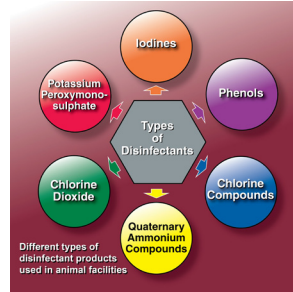 Iodines
Potassium
Peroxymono-
sulphate
Phenols
Types
of
Disinfectants
Chlorine
Dioxide
Chlorine
Compounds
Quaternary
Ammonium
Compounds
Different types of
disinfectant products
used in animal facilities